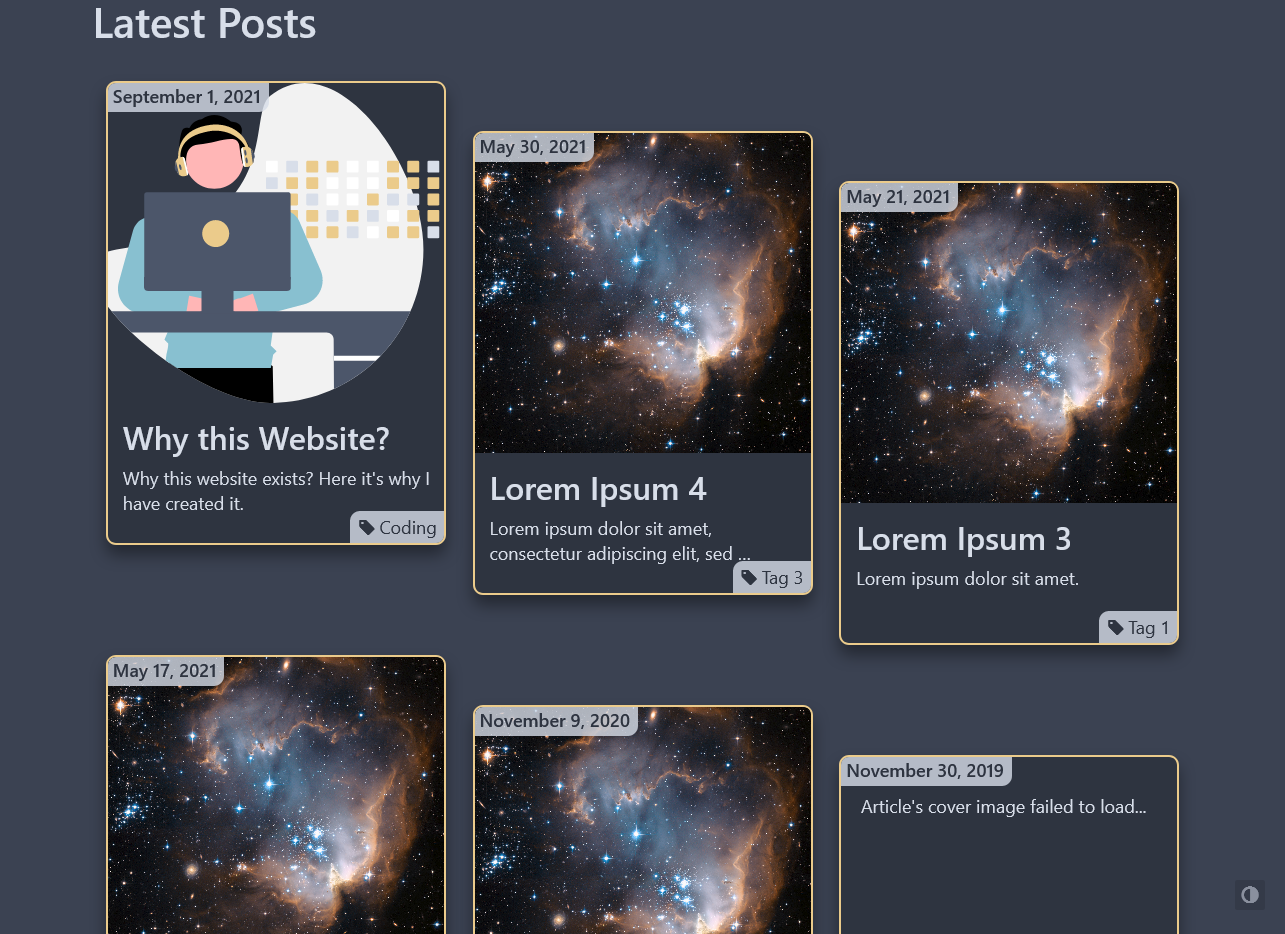 Latest Posts
September 1, 2021
Why this Website?
Why this website exists? Here it's why I
have created it.
Coding
May 30, 2021
Lorem Ipsum 4
Lorem ipsum dolor sit amet,
consectetur adipiscing elit, sed ...
Tag 3
May 21, 2021
Lorem Ipsum 3
Lorem ipsum dolor sit amet.
Tag 1
May 17, 2021
November 9, 2020
November 30, 2019
Article's cover image failed to load...